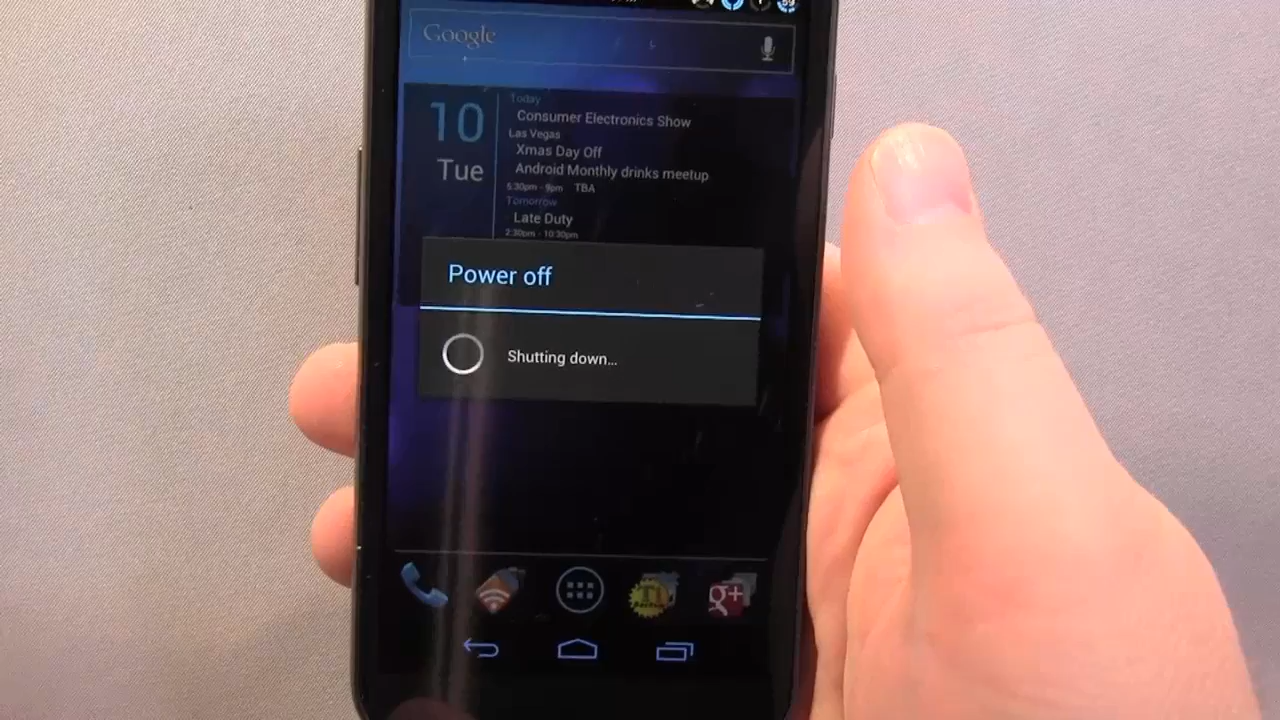 Google
10
Tue
Today
Consumer Electronics Show
Las Vegas
Xmas Day Off
Android Monthly drinks meetup
6:30pm - 9pm TBA
Tomorrow
Late Duty
2:30pm - 10:30pm
Power off
Shutting down...
g+